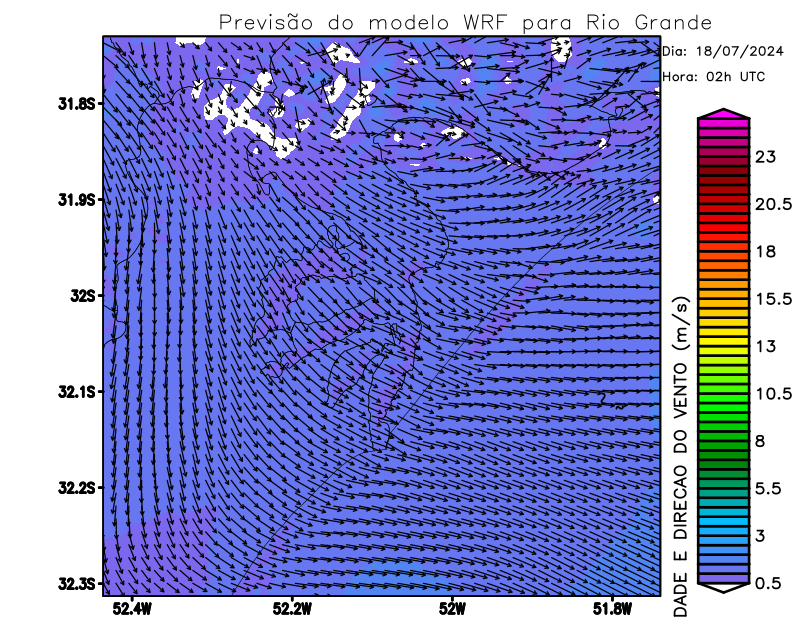 Previsão do modelo WRF para Rio Grande
Dia: 18/07/2024
Hora: 02h UTC
31.8S
31.9S
32S
32.1S
32.2S
32.3S
52.4W
52.2W
52W
51.8W
23
20.5
18
15.5
13
10.5
8
5.5
3
0.5
DADE E DIRECAO DO VENTO (m/s)